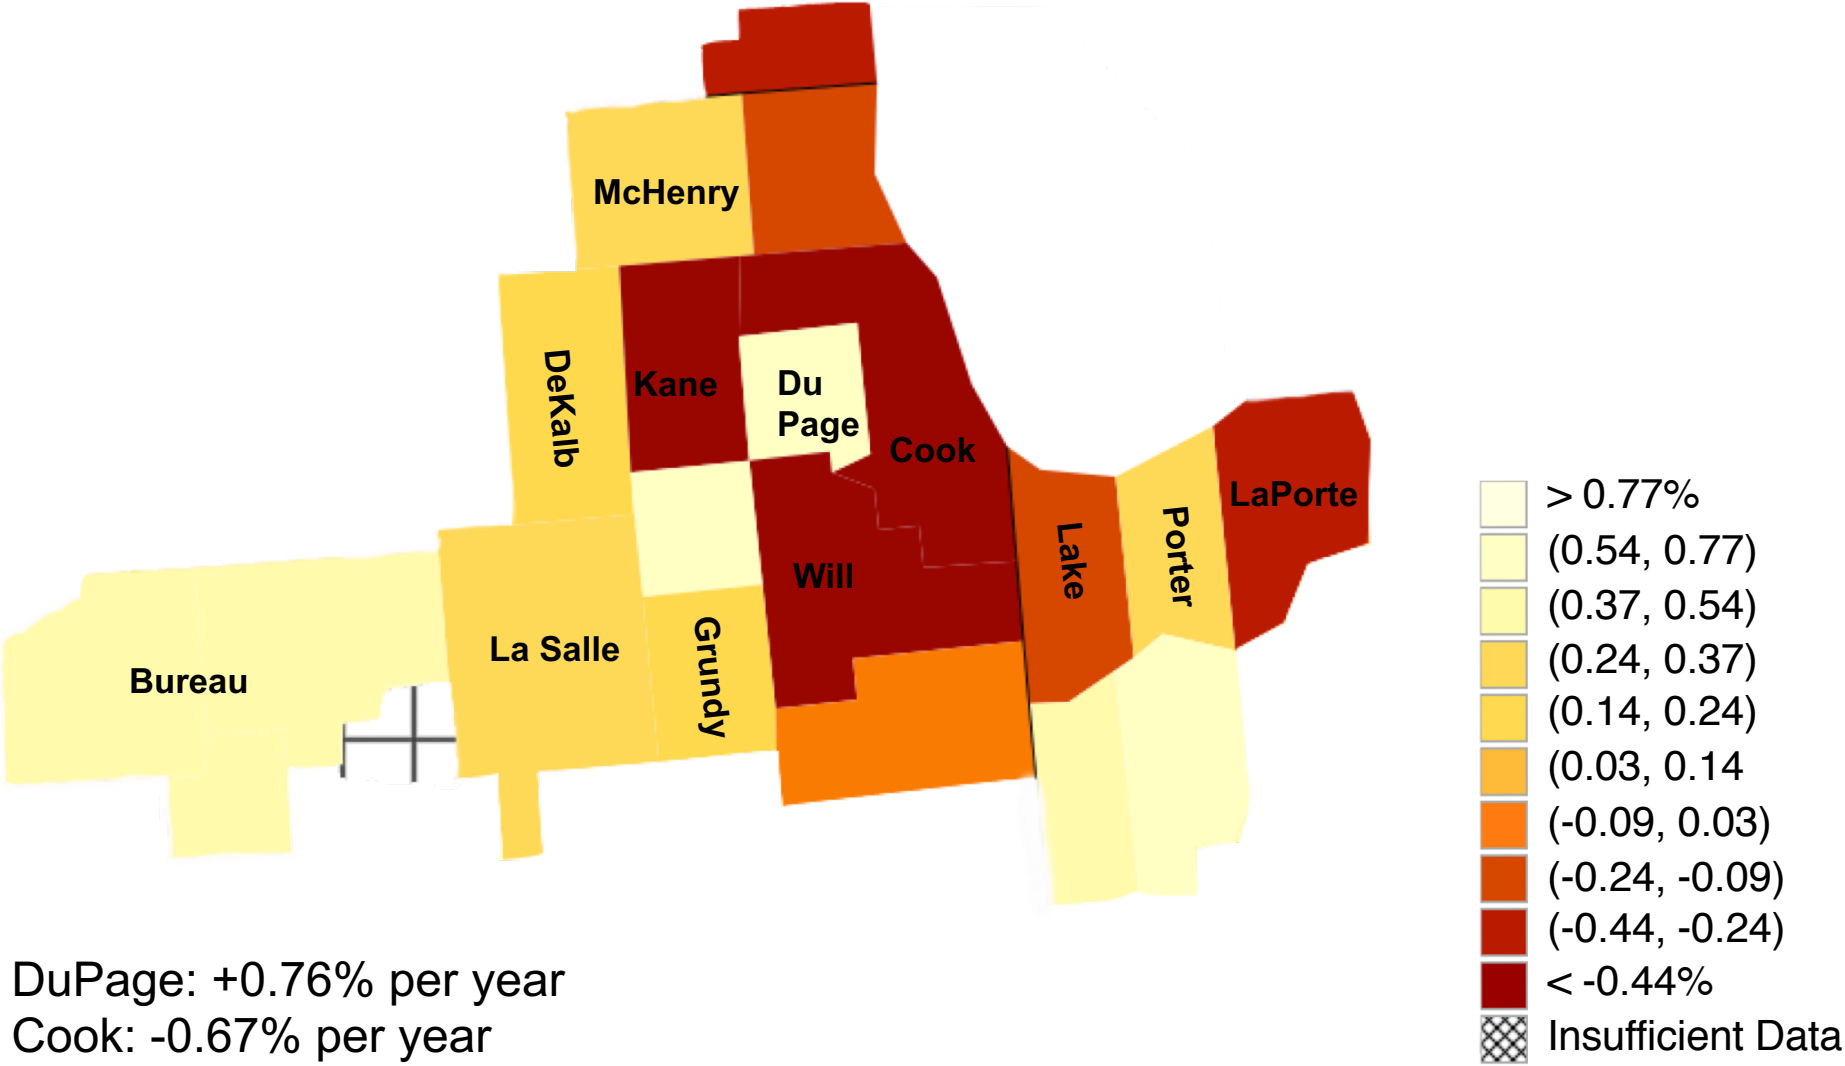 McHenry
DeKalb
Kane
Du
Page
Cook
LaPorte
Lake
Porter
Will
La Salle
Grundy
Bureau
> 0.77%
(0.54, 0.77)
(0.37, 0.54)
(0.24, 0.37)
(0.14, 0.24)
(0.03, 0.14
(-0.09, 0.03)
(-0.24, -0.09)
(-0.44, -0.24)
< -0.44%
Insufficient Data
DuPage: +0.76% per year
Cook: -0.67% per year